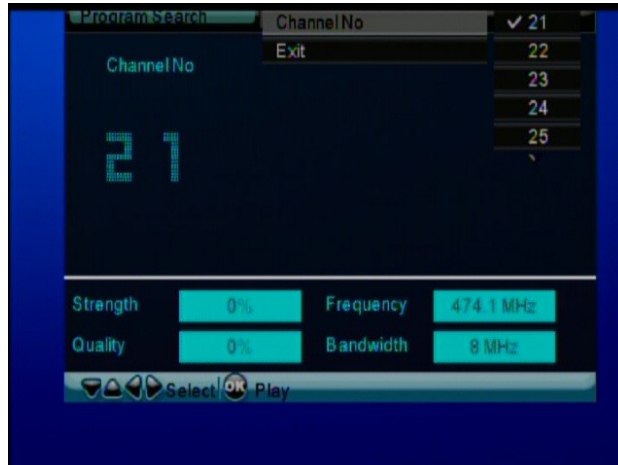 Program Search
Channel No
✓ 21
Exit
22
Channel No
23
24
25
21
Strength 0% Frequency 474.1 MHz
Quality 0% Bandwidth 8 MHz
Select OK Play